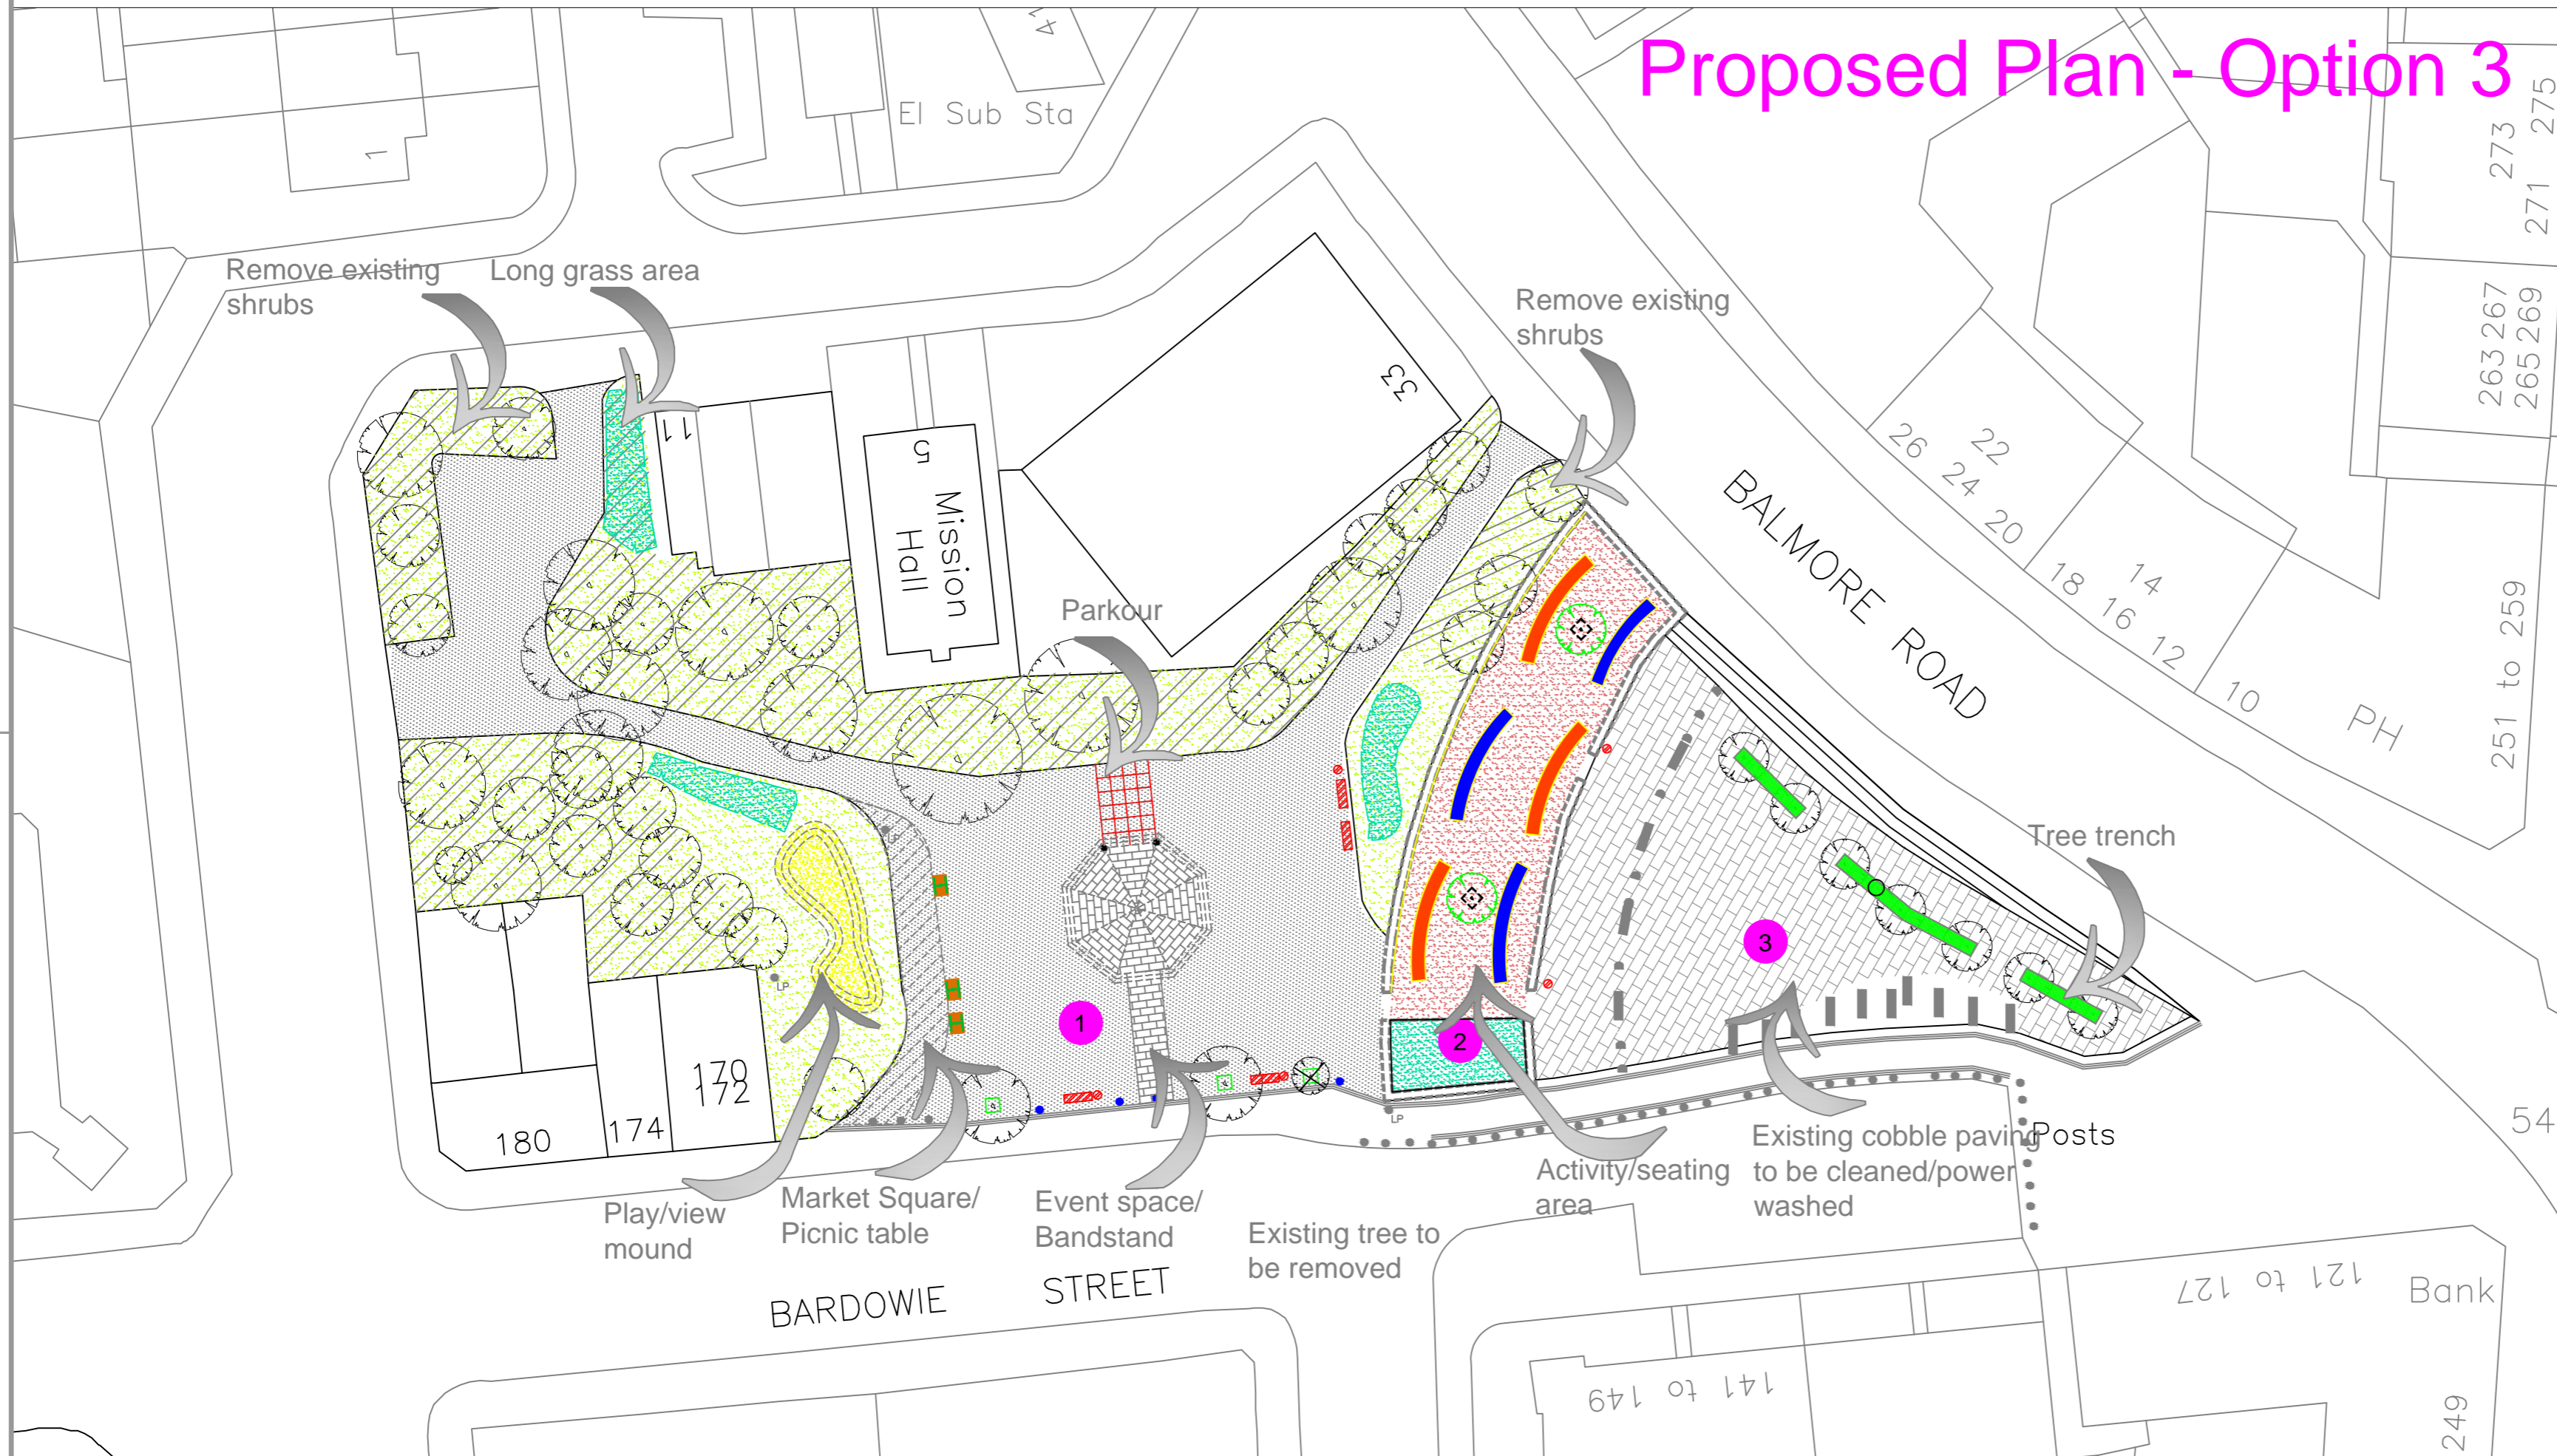 Proposed Plan - Option 3
41
El Sub Sta
1
273
275
271
Remove existing
shrubs
Long grass area
Remove existing
shrubs
263
267
265
269
33
11
5
Mission
Hall
26
22
24
20
BALMORE ROAD
18
14
16
12
10
PH
251 to 259
Parkour
Tree trench
3
1
2
LP
170
172
174
180
LP
Posts
54
Play/view
mound
Market Square/
Picnic table
Event space/
Bandstand
Existing tree to
be removed
Activity/seating
area
Existing cobble paving
to be cleaned/power
washed
BARDOWIE STREET
121 to 127
Bank
141 to 149
249